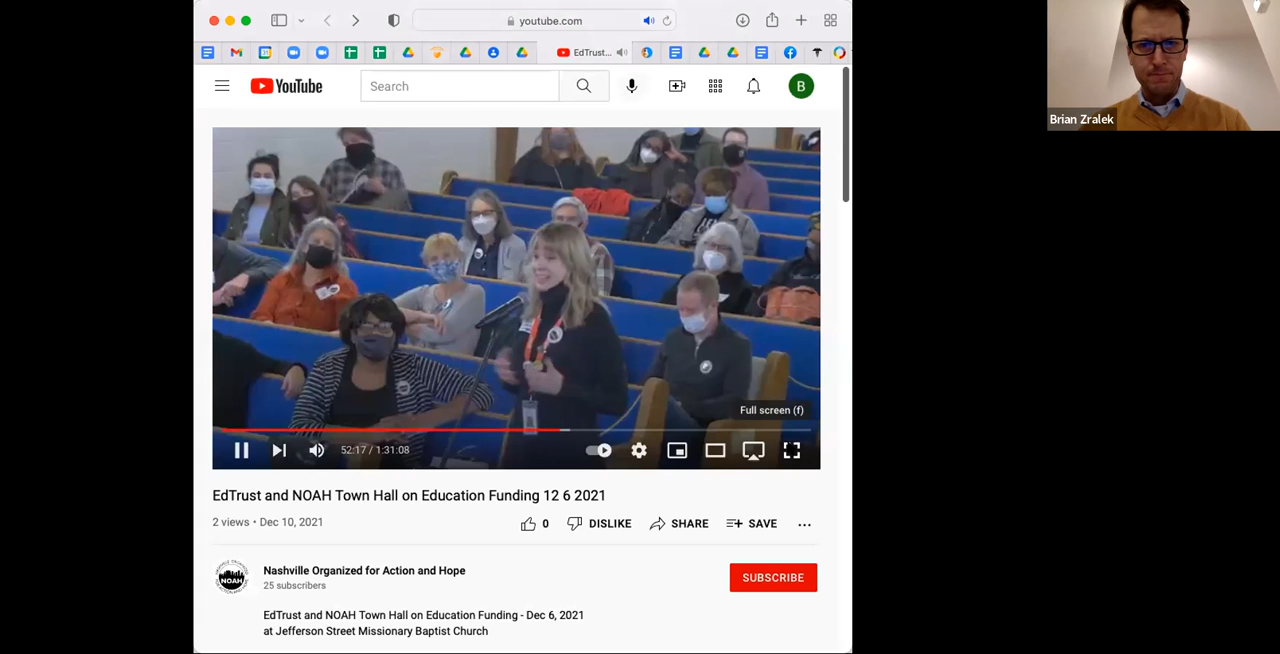 youtube.com
EdTrust...
YouTube
Search
B
Brian Zralek
Full screen (f)
52:17 / 1:31:08
EdTrust and NOAH Town Hall on Education Funding 12 6 2021
2 views • Dec 10, 2021
0 DISLIKE SHARE SAVE
NOAH
Nashville Organized for Action and Hope
25 subscribers
SUBSCRIBE
EdTrust and NOAH Town Hall on Education Funding - Dec 6, 2021
at Jefferson Street Missionary Baptist Church